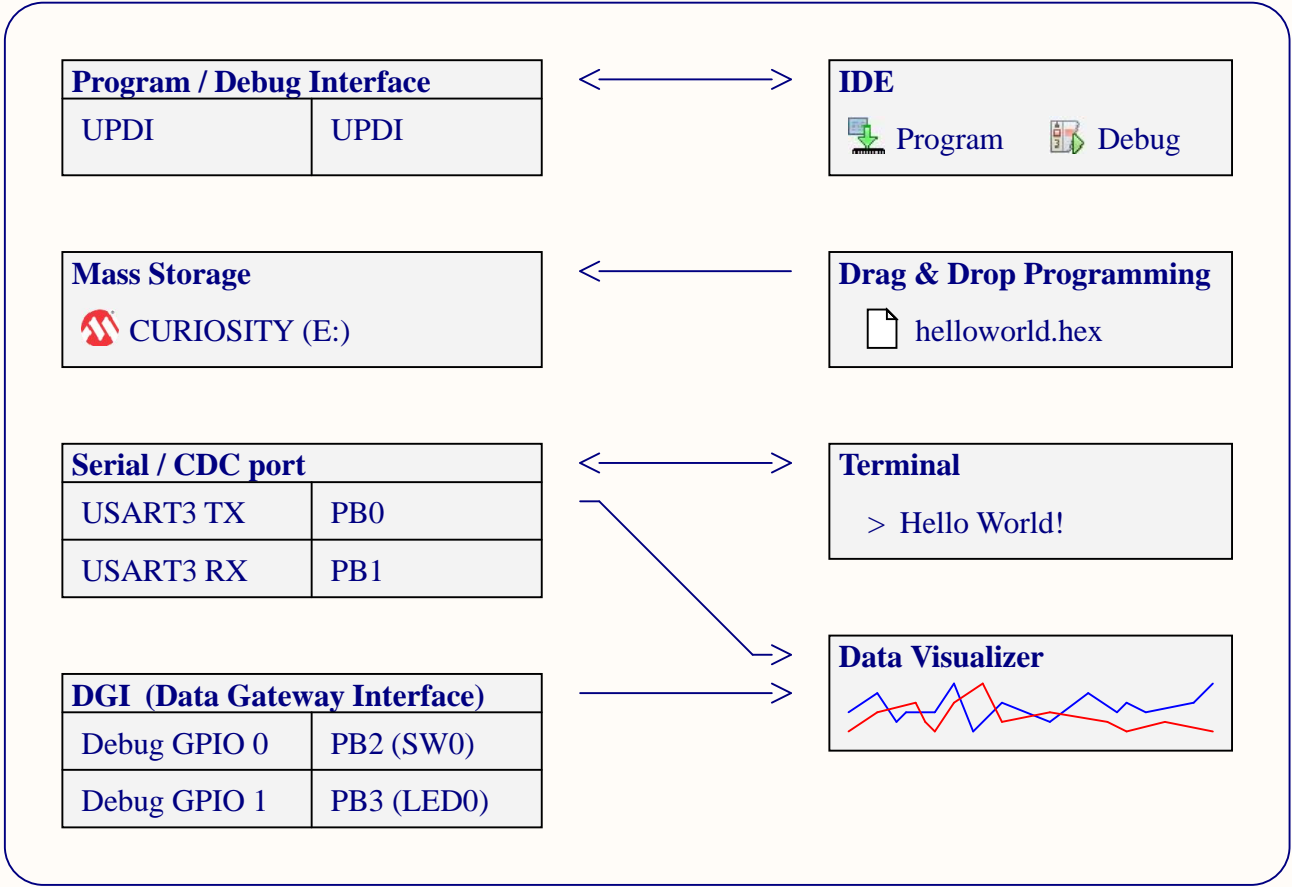 Program / Debug Interface
UPDI UPDI
IDE
Program Debug
Mass Storage
CURIOSITY (E:)
Drag & Drop Programming
helloworld.hex
Serial / CDC port
USART3 TX PB0
USART3 RX PB1
Terminal
> Hello World!
DGI (Data Gateway Interface)
Debug GPIO 0 PB2 (SW0)
Debug GPIO 1 PB3 (LED0)
Data Visualizer